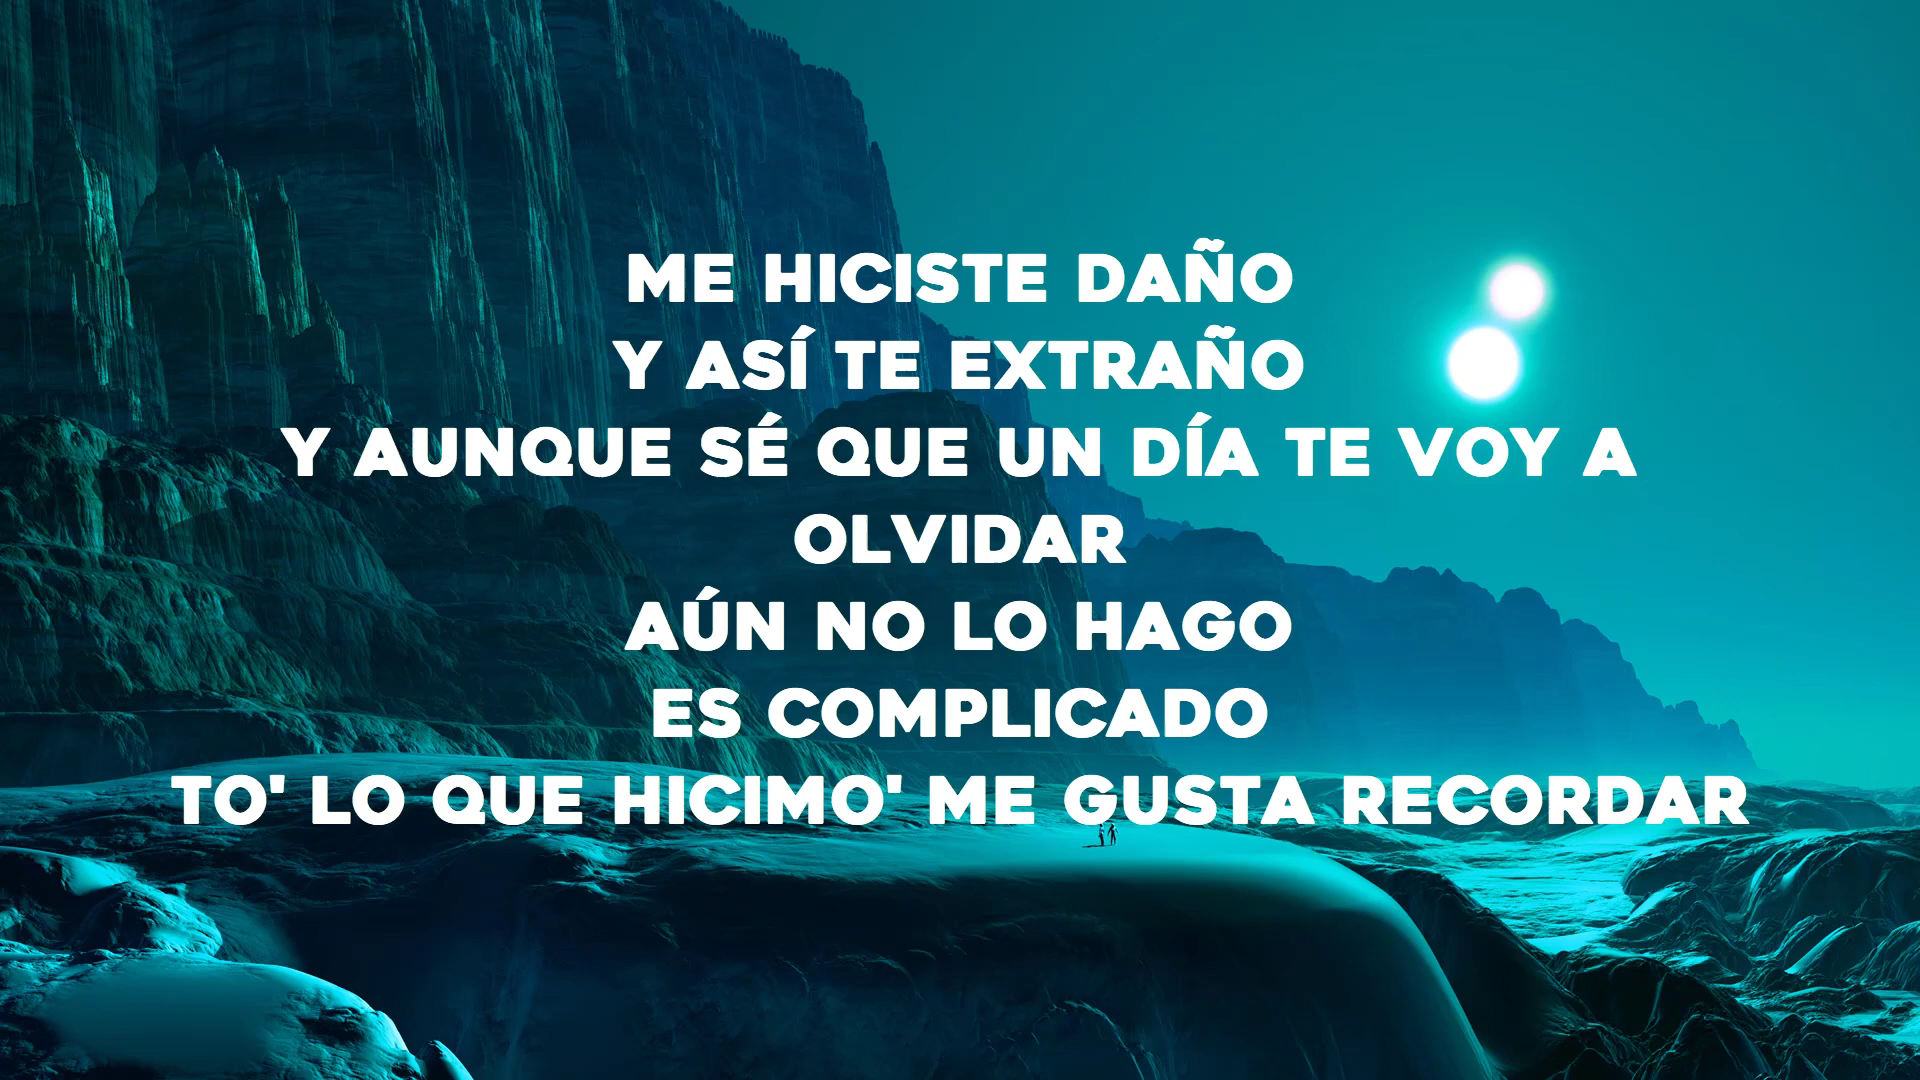 ME HICISTE DAÑO
Y ASÍ TE EXTRAÑO
Y AUNQUE SÉ QUE UN DÍA TE VOY A
OLVIDAR
AÚN NO LO HAGO
ES COMPLICADO
TO' LO QUE HICIMO' ME GUSTA RECORDAR